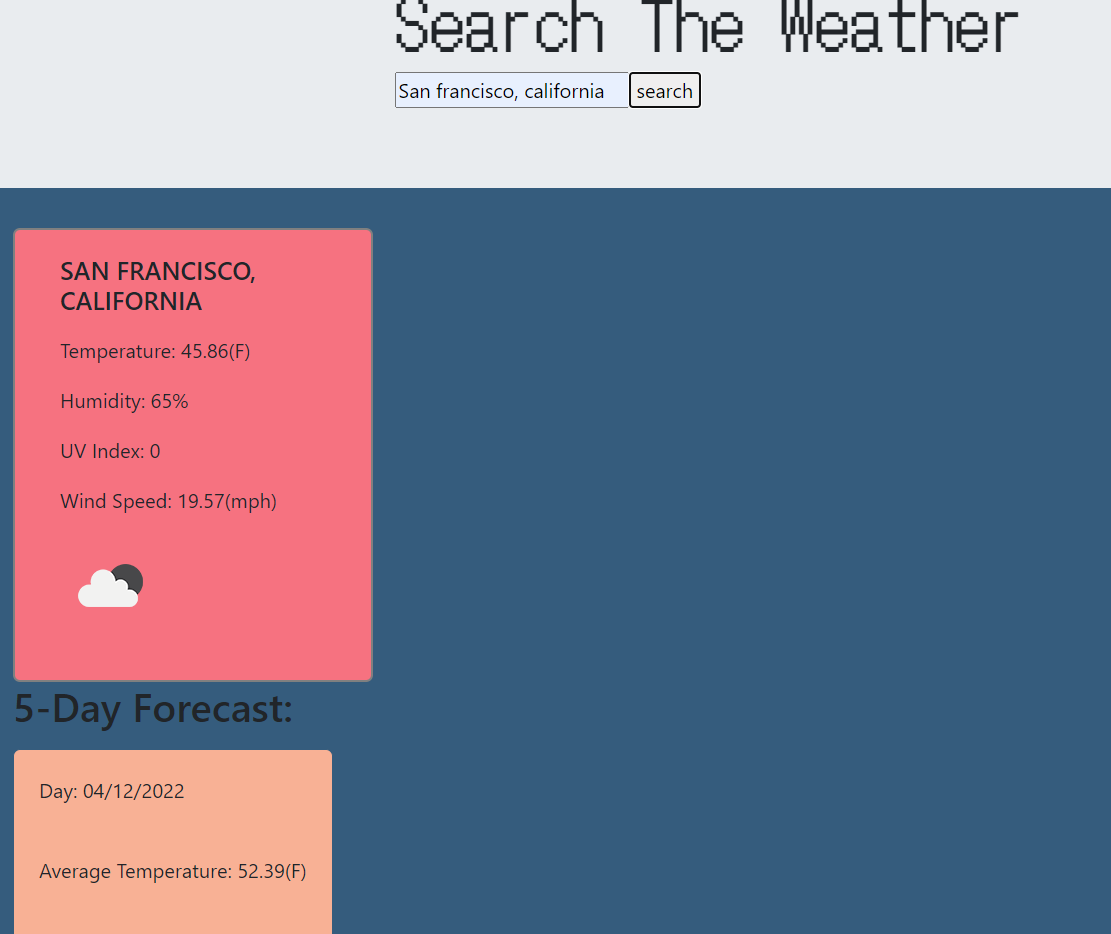 Search The Weather
San francisco, california search
SAN FRANCISCO,
CALIFORNIA
Temperature: 45.86(F)
Humidity: 65%
UV Index: 0
Wind Speed: 19.57(mph)
5-Day Forecast:
Day: 04/12/2022
Average Temperature: 52.39(F)